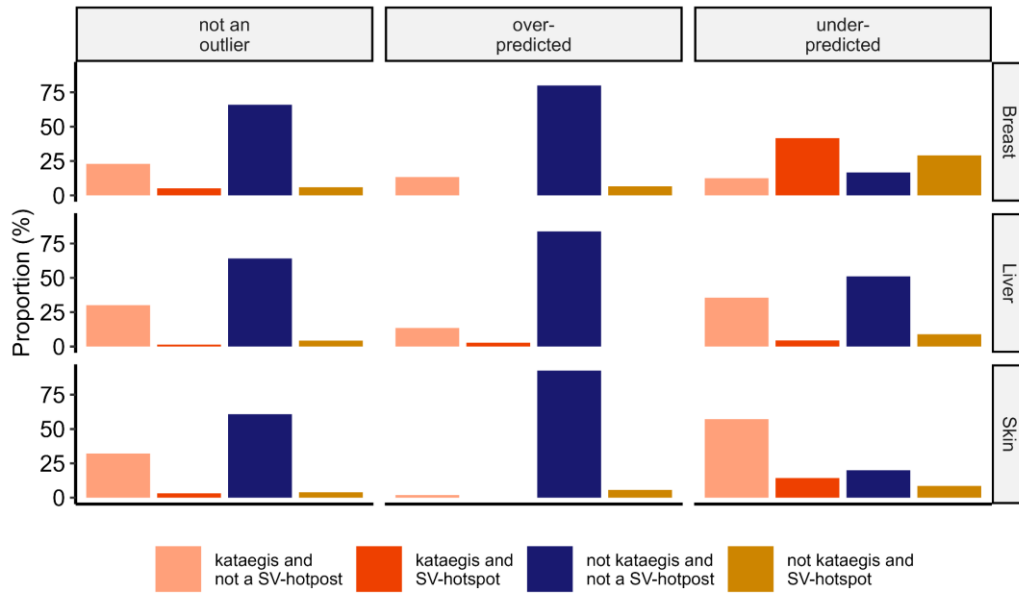 not an
outlier
over-
predicted
under-
predicted
Proportion (%)
75
50
25
0
Breast
75
50
25
0
Liver
75
50
25
0
Skin
kataegis and
not a SV-hotpost
kataegis and
SV-hotspot
not kataegis and
not a SV-hotpost
not kataegis and
SV-hotspot